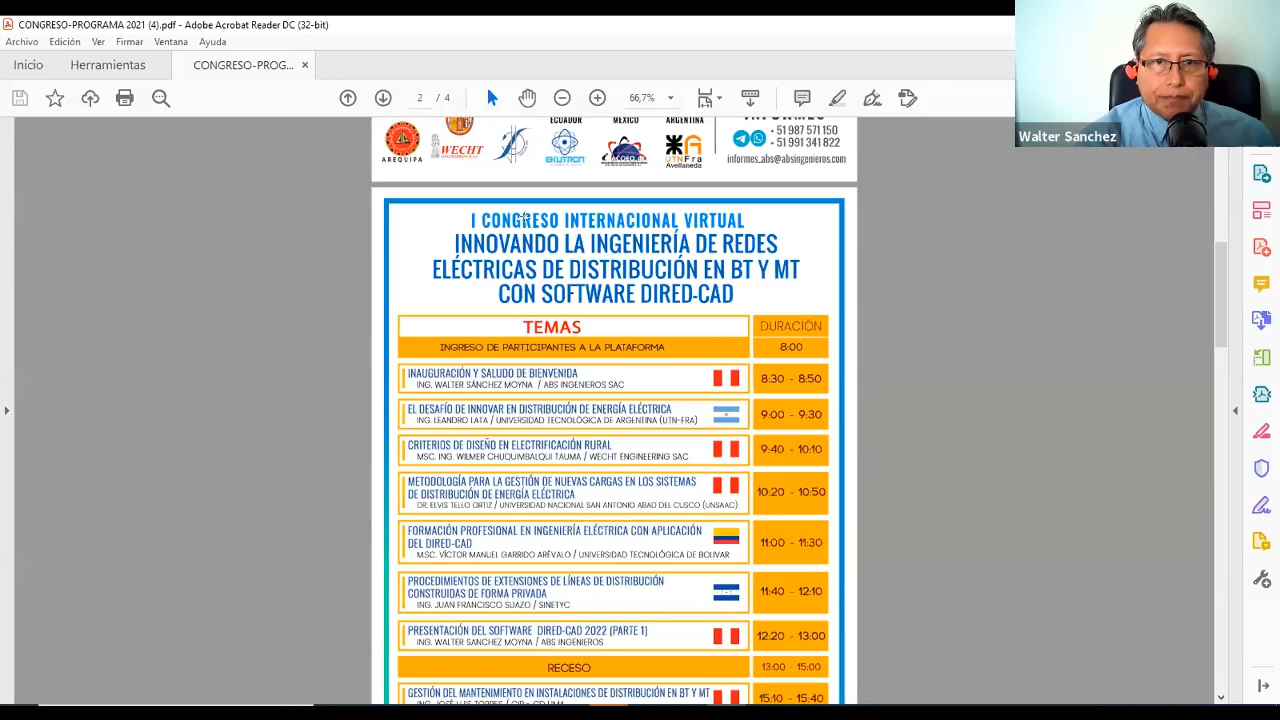 CONGRESO-PROGRAMA 2021 (4).pdf - Adobe Acrobat Reader DC (32-bit)
Archivo Edición Ver Firmar Ventana Ayuda
Inicio Herramientas CONGRESO-PROG... ×
2 / 4 66,7%
Walter Sanchez
ECUADOR MEXICO ARGENTINA INFORMES
AREQUIPA WECHT EKUTRON ACOEO UTNFra Avellaneda
+ 51 987 571 150
+ 51 991 341 822
informes_abs@absingenieros.com
I CONGRESO INTERNACIONAL VIRTUAL
INNOVANDO LA INGENIERÍA DE REDES
ELÉCTRICAS DE DISTRIBUCIÓN EN BT Y MT
CON SOFTWARE DIRED-CAD
TEMAS DURACIÓN
INGRESO DE PARTICIPANTES A LA PLATAFORMA 8:00
INAUGURACIÓN Y SALUDO DE BIENVENIDA
ING. WALTER SÁNCHEZ MOYNA / ABS INGENIEROS SAC
8:30 - 8:50
EL DESAFÍO DE INNOVAR EN DISTRIBUCIÓN DE ENERGÍA ELÉCTRICA
ING. LEANDRO LATA / UNIVERSIDAD TECNOLÓGICA DE ARGENTINA (UTN-FRA)
9:00 - 9:30
CRITERIOS DE DISEÑO EN ELECTRIFICACIÓN RURAL
MSC. ING. WILMER CHUQUIMBALQUI TAUMA / WECHT ENGINEERING SAC
9:40 - 10:10
METODOLOGÍA PARA LA GESTIÓN DE NUEVAS CARGAS EN LOS SISTEMAS
DE DISTRIBUCIÓN DE ENERGÍA ELÉCTRICA
DR. ELVIS TELLO ORTIZ / UNIVERSIDAD NACIONAL SAN ANTONIO ABAD DEL CUSCO (UNSAAC)
10:20 - 10:50
FORMACIÓN PROFESIONAL EN INGENIERÍA ELÉCTRICA CON APLICACIÓN
DEL DIRED-CAD
M.SC. VÍCTOR MANUEL GARRIDO ARÉVALO / UNIVERSIDAD TECNOLÓGICA DE BOLIVAR
11:00 - 11:30
PROCEDIMIENTOS DE EXTENSIONES DE LÍNEAS DE DISTRIBUCIÓN
CONSTRUIDAS DE FORMA PRIVADA
ING. JUAN FRANCISCO SUAZO / SINETYC
11:40 - 12:10
PRESENTACIÓN DEL SOFTWARE DIRED-CAD 2022 (PARTE 1)
ING. WALTER SANCHEZ MOYNA / ABS INGENIEROS
12:20 - 13:00
RECESO 13:00 - 15:00
GESTIÓN DEL MANTENIMIENTO EN INSTALACIONES DE DISTRIBUCIÓN EN BT Y MT
ING. JOSÉ LUIS TORRES / CIP - CD LIMA
15:10 - 15:40